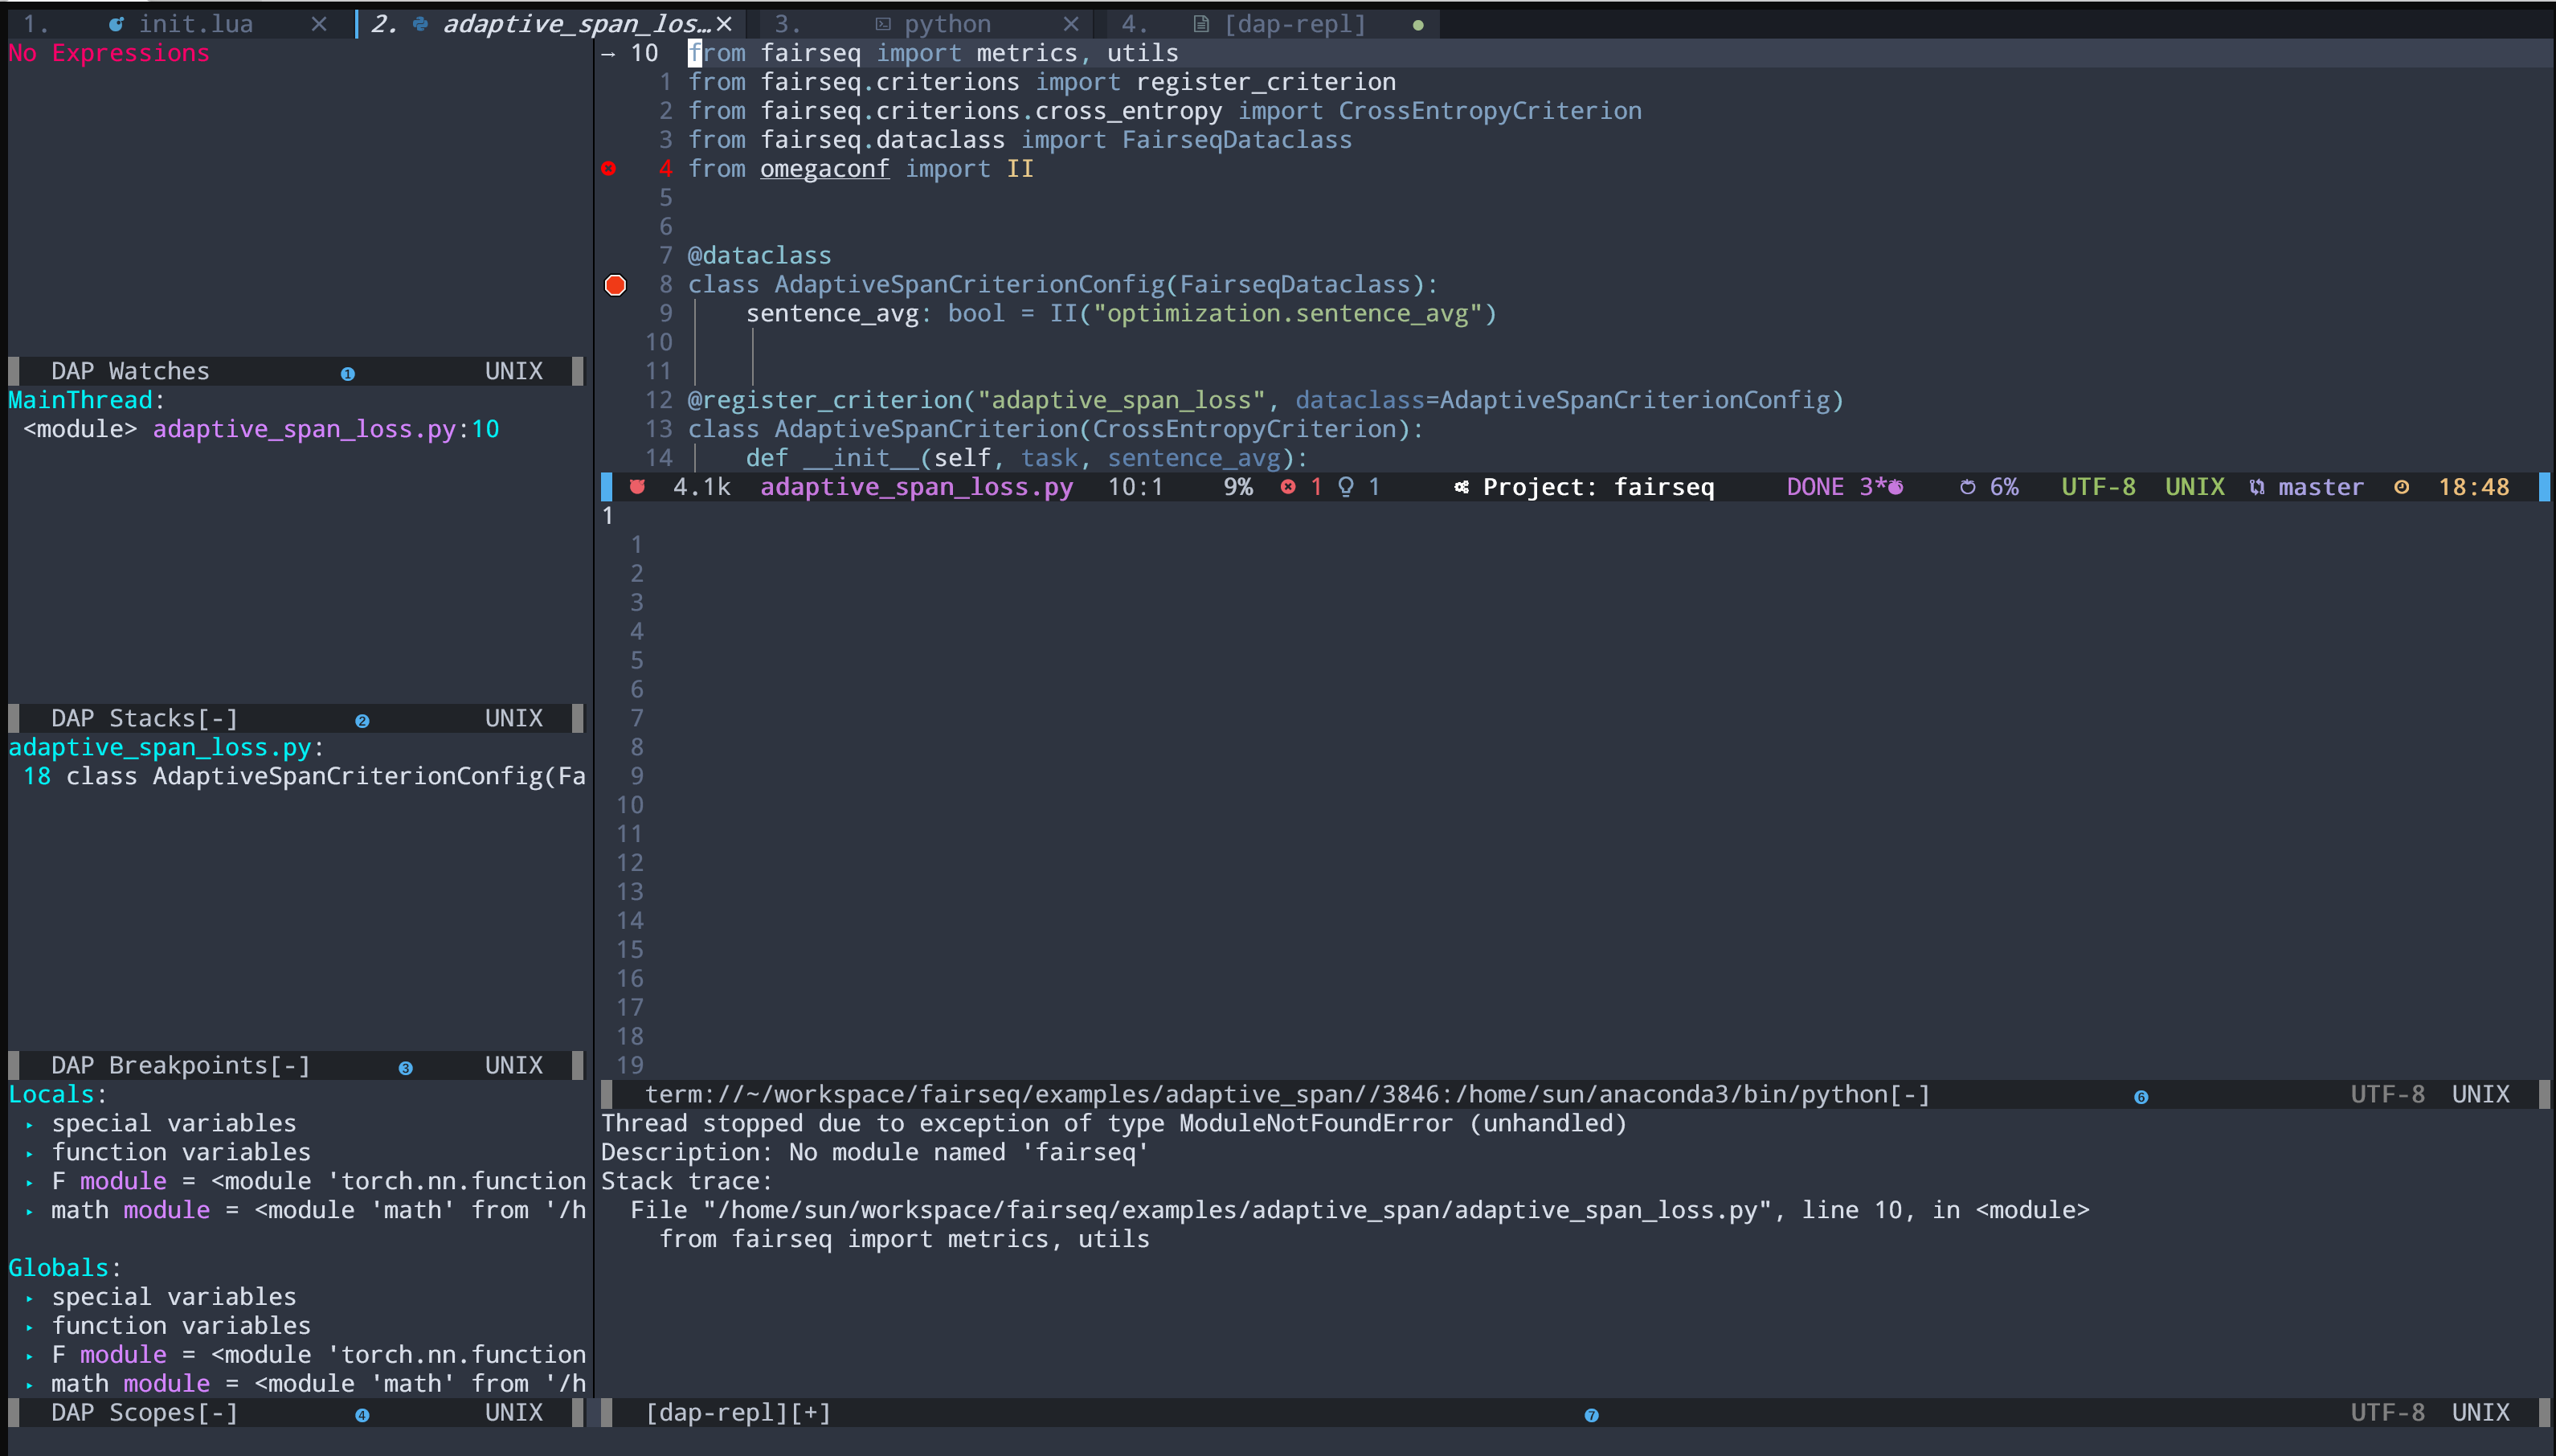 1. init.lua ✕ 2. adaptive_span_los…✕ 3. python ✕ 4. [dap-repl] ●
No Expressions
DAP Watches 1 UNIX
MainThread:
<module> adaptive_span_loss.py:10
DAP Stacks[-] 2 UNIX
adaptive_span_loss.py:
18 class AdaptiveSpanCriterionConfig(Fa
DAP Breakpoints[-] 3 UNIX
Locals:
▸ special variables
▸ function variables
▸ F module = <module 'torch.nn.function
▸ math module = <module 'math' from '/h
Globals:
▸ special variables
▸ function variables
▸ F module = <module 'torch.nn.function
▸ math module = <module 'math' from '/h
DAP Scopes[-] 4 UNIX
→ 10 from fairseq import metrics, utils
1 from fairseq.criterions import register_criterion
2 from fairseq.criterions.cross_entropy import CrossEntropyCriterion
3 from fairseq.dataclass import FairseqDataclass
4 from omegaconf import II
5
6
7 @dataclass
8 class AdaptiveSpanCriterionConfig(FairseqDataclass):
9 sentence_avg: bool = II("optimization.sentence_avg")
10
11
12 @register_criterion("adaptive_span_loss", dataclass=AdaptiveSpanCriterionConfig)
13 class AdaptiveSpanCriterion(CrossEntropyCriterion):
14 def __init__(self, task, sentence_avg):
4.1k adaptive_span_loss.py 10:1 9% 1 1 Project: fairseq DONE 3* 6% UTF-8 UNIX master 18:48
1
1
2
3
4
5
6
7
8
9
10
11
12
13
14
15
16
17
18
19
term://~/workspace/fairseq/examples/adaptive_span//3846:/home/sun/anaconda3/bin/python[-] 6 UTF-8 UNIX
Thread stopped due to exception of type ModuleNotFoundError (unhandled)
Description: No module named 'fairseq'
Stack trace:
File "/home/sun/workspace/fairseq/examples/adaptive_span/adaptive_span_loss.py", line 10, in <module>
from fairseq import metrics, utils
[dap-repl][+] 7 UTF-8 UNIX